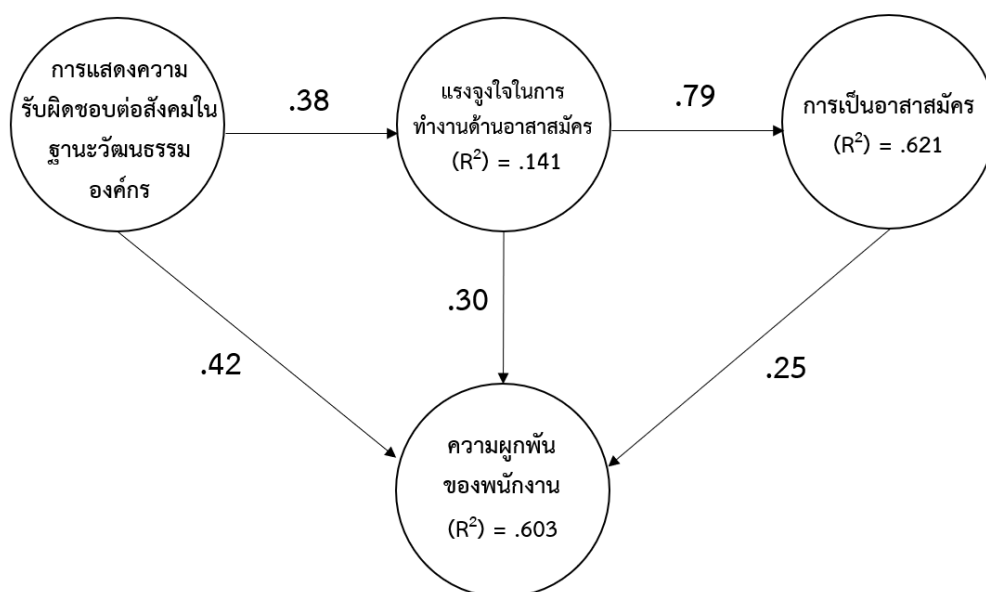 การแสดงความ
รับผิดชอบต่อสังคมใน
ฐานะวัฒนธรรม
องค์กร
.38
แรงจูงใจในการ
ทำงานด้านอาสาสมัคร
(R²) = .141
.79
การเป็นอาสาสมัคร
(R²) = .621
.42
.30
.25
ความผูกพัน
ของพนักงาน
(R²) = .603